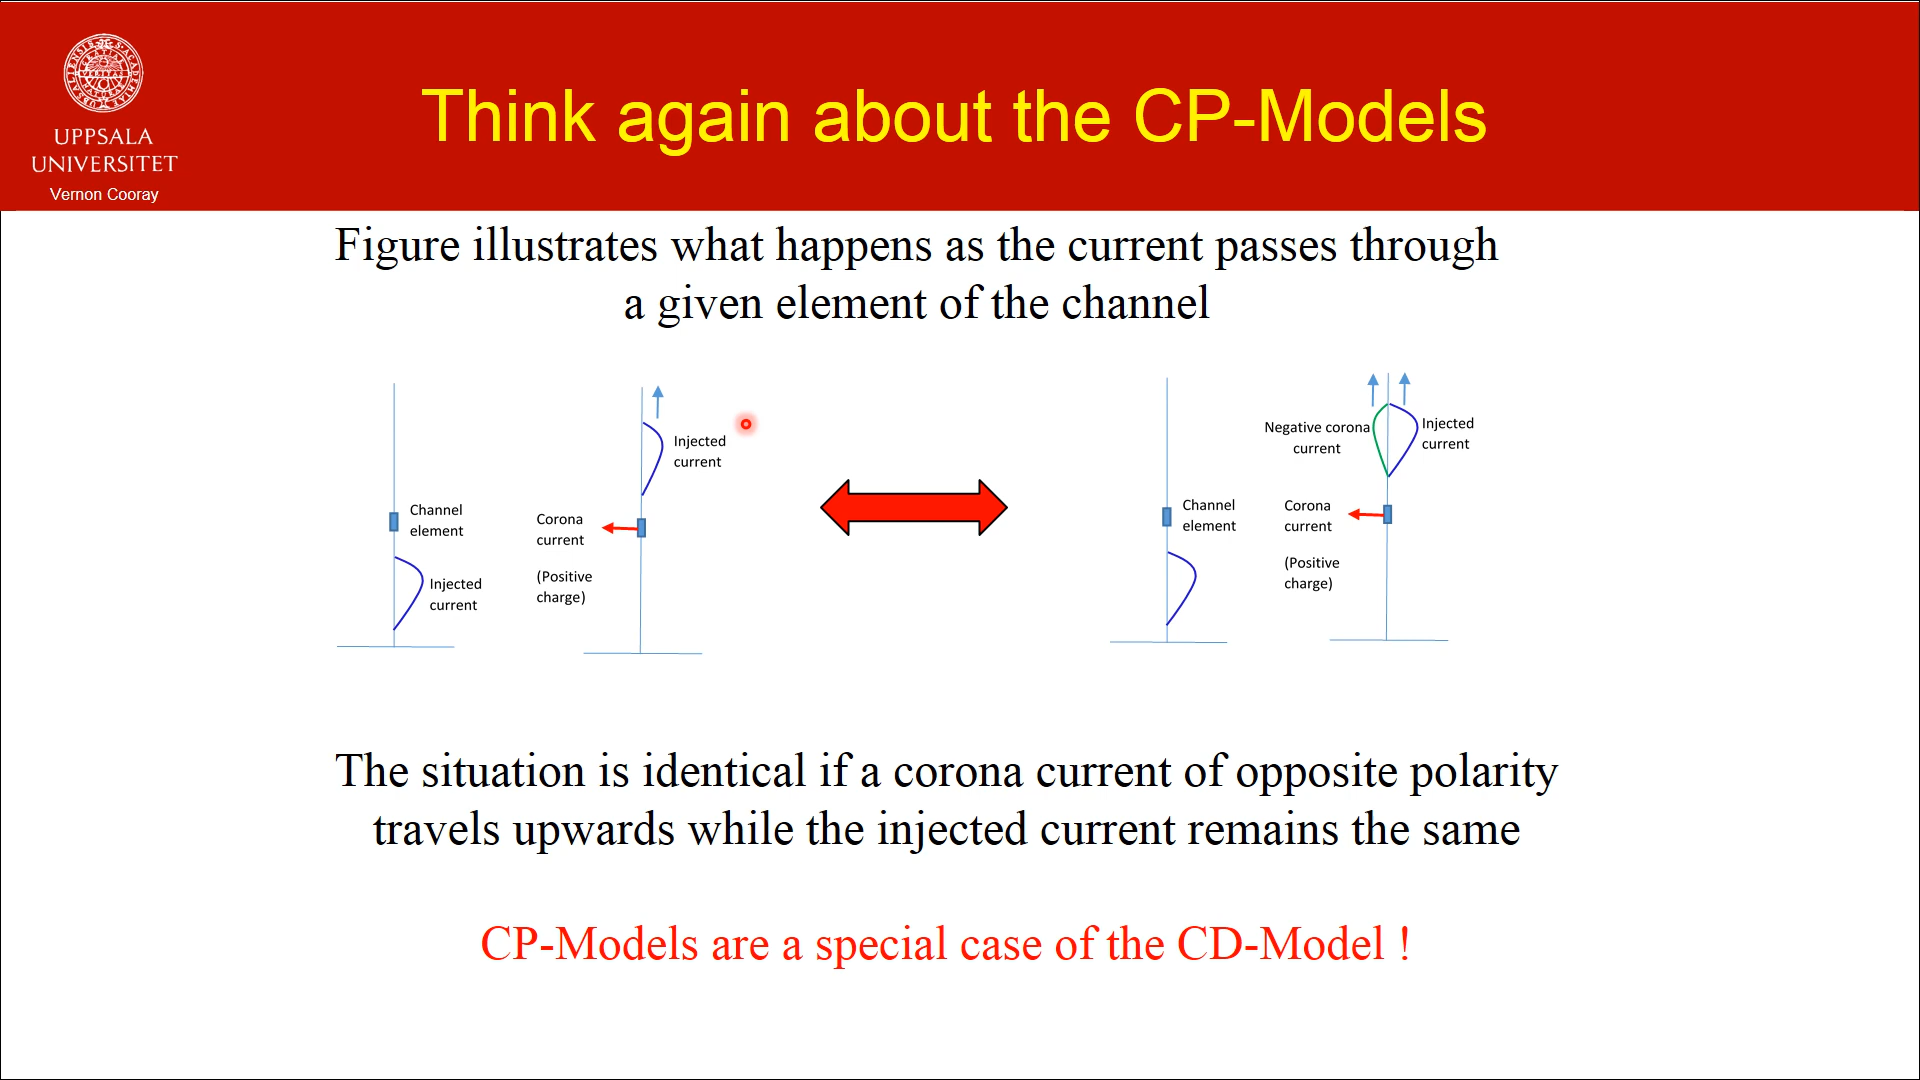 UPPSALA
UNIVERSITET
Vernon Cooray
Think again about the CP-Models
Figure illustrates what happens as the current passes through
a given element of the channel
Channel
element
Injected
current
Injected
current
Corona
current
(Positive
charge)
Channel
element
Negative corona
current
Injected
current
Corona
current
(Positive
charge)
The situation is identical if a corona current of opposite polarity
travels upwards while the injected current remains the same
CP-Models are a special case of the CD-Model !